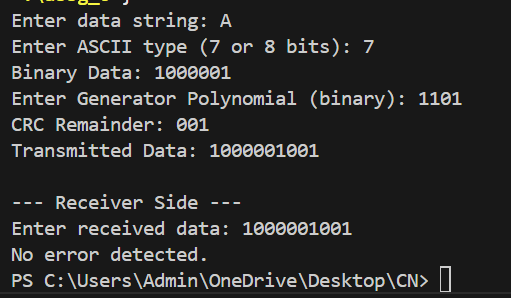 Enter data string: A
Enter ASCII type (7 or 8 bits): 7
Binary Data: 1000001
Enter Generator Polynomial (binary): 1101
CRC Remainder: 001
Transmitted Data: 1000001001
--- Receiver Side ---
Enter received data: 1000001001
No error detected.
PS C:\Users\Admin\OneDrive\Desktop\CN>